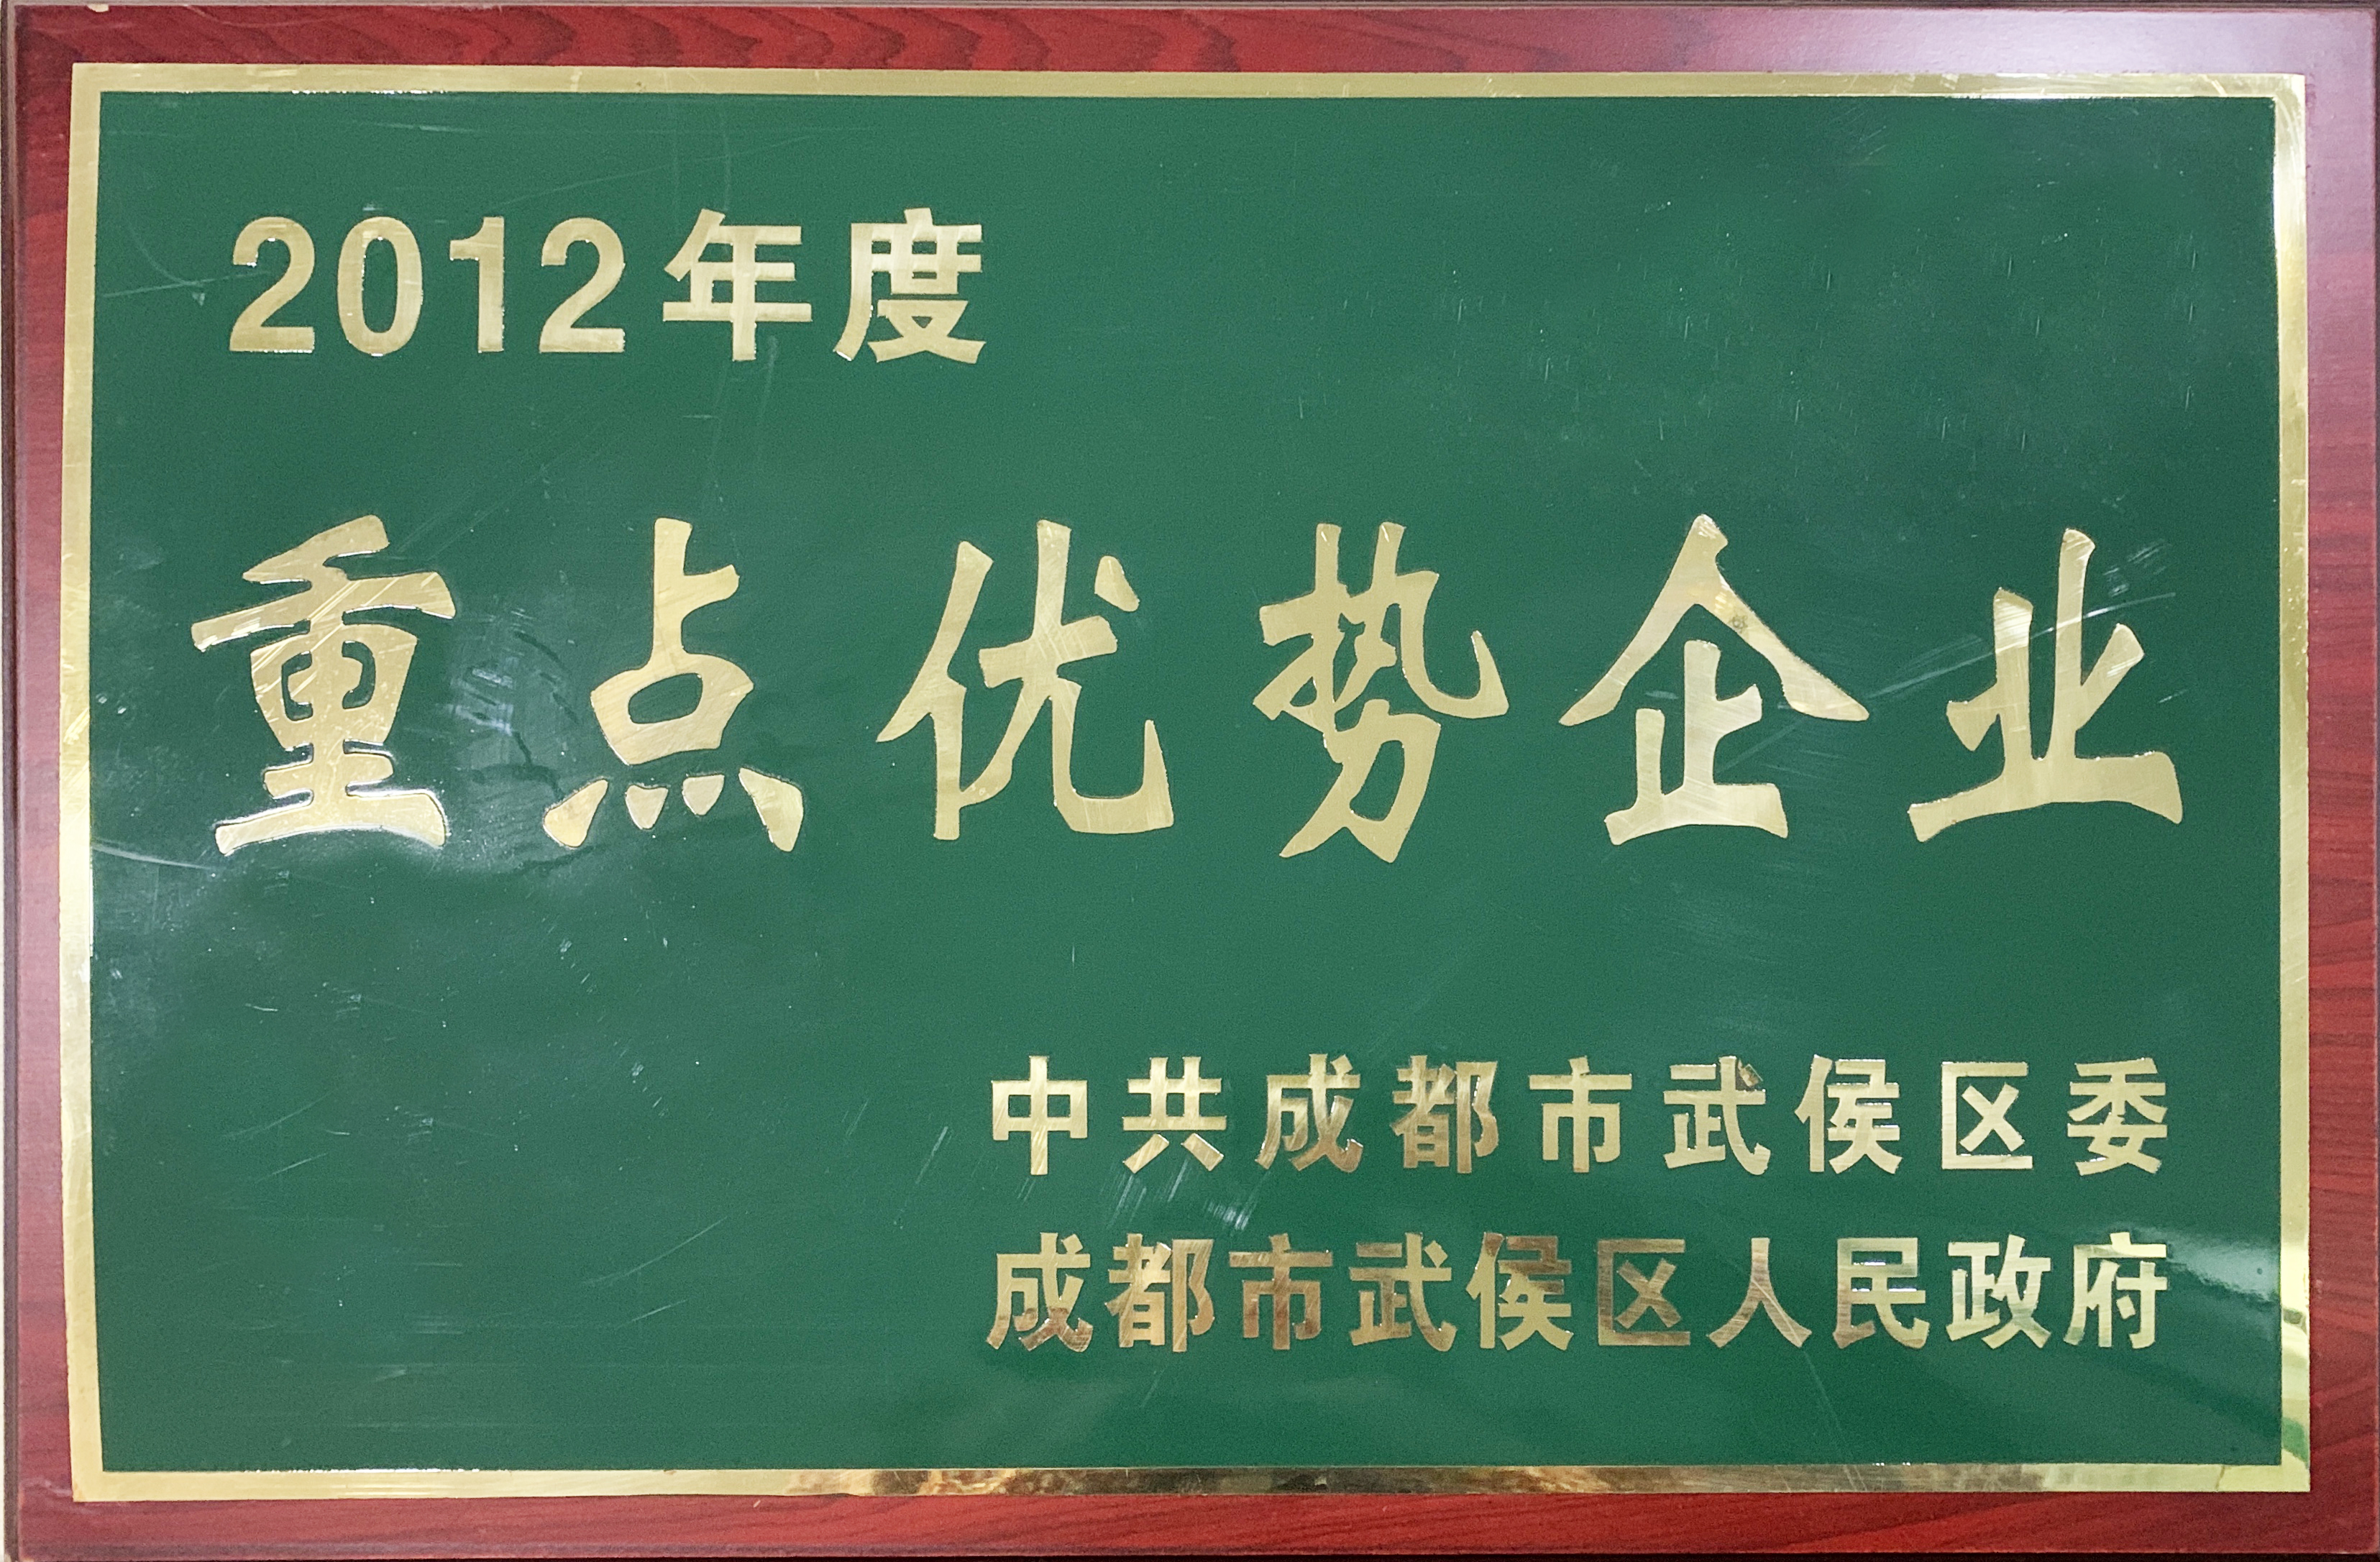 2012年度
重点优势企业
中共成都市武侯区委
成都市武侯区人民政府